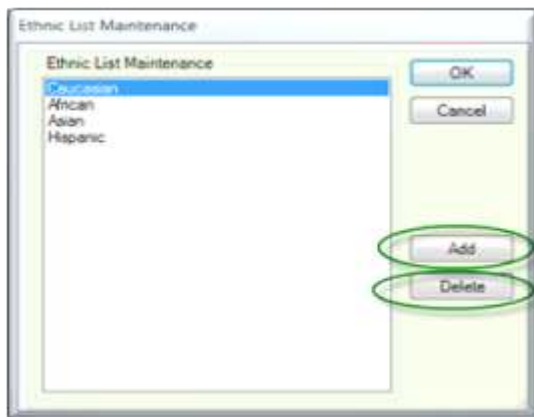 Ethnic List Maintenance
Ethnic List Maintenance
Caucasian
African
Asian
Hispanic
OK
Cancel
Add
Delete